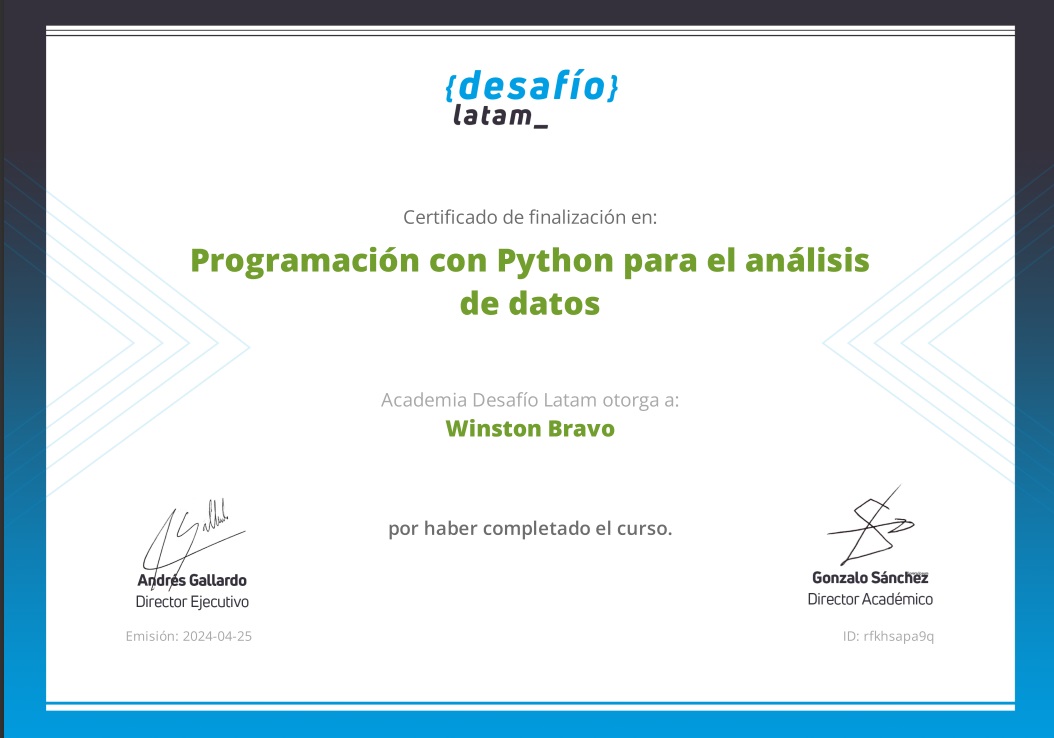 {desafío}
latam_
Certificado de finalización en:
Programación con Python para el análisis
de datos
Academia Desafío Latam otorga a:
Winston Bravo
por haber completado el curso.
Andrés Gallardo
Director Ejecutivo
Emisión: 2024-04-25
Gonzalo Sánchez
Director Académico
ID: rfkhsapa9q